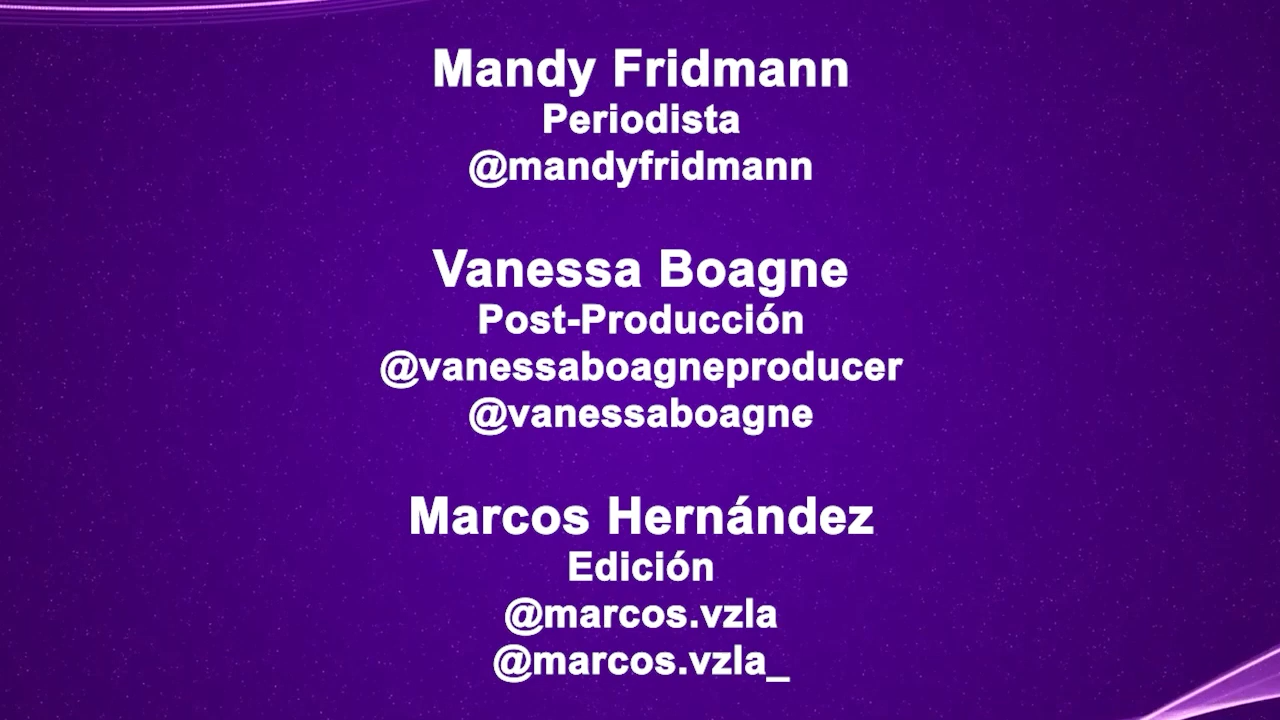 Mandy Fridmann
Periodista
@mandyfridmann
Vanessa Boagne
Post-Producción
@vanessaboagneproducer
@vanessaboagne
Marcos Hernández
Edición
@marcos.vzla
@marcos.vzla_